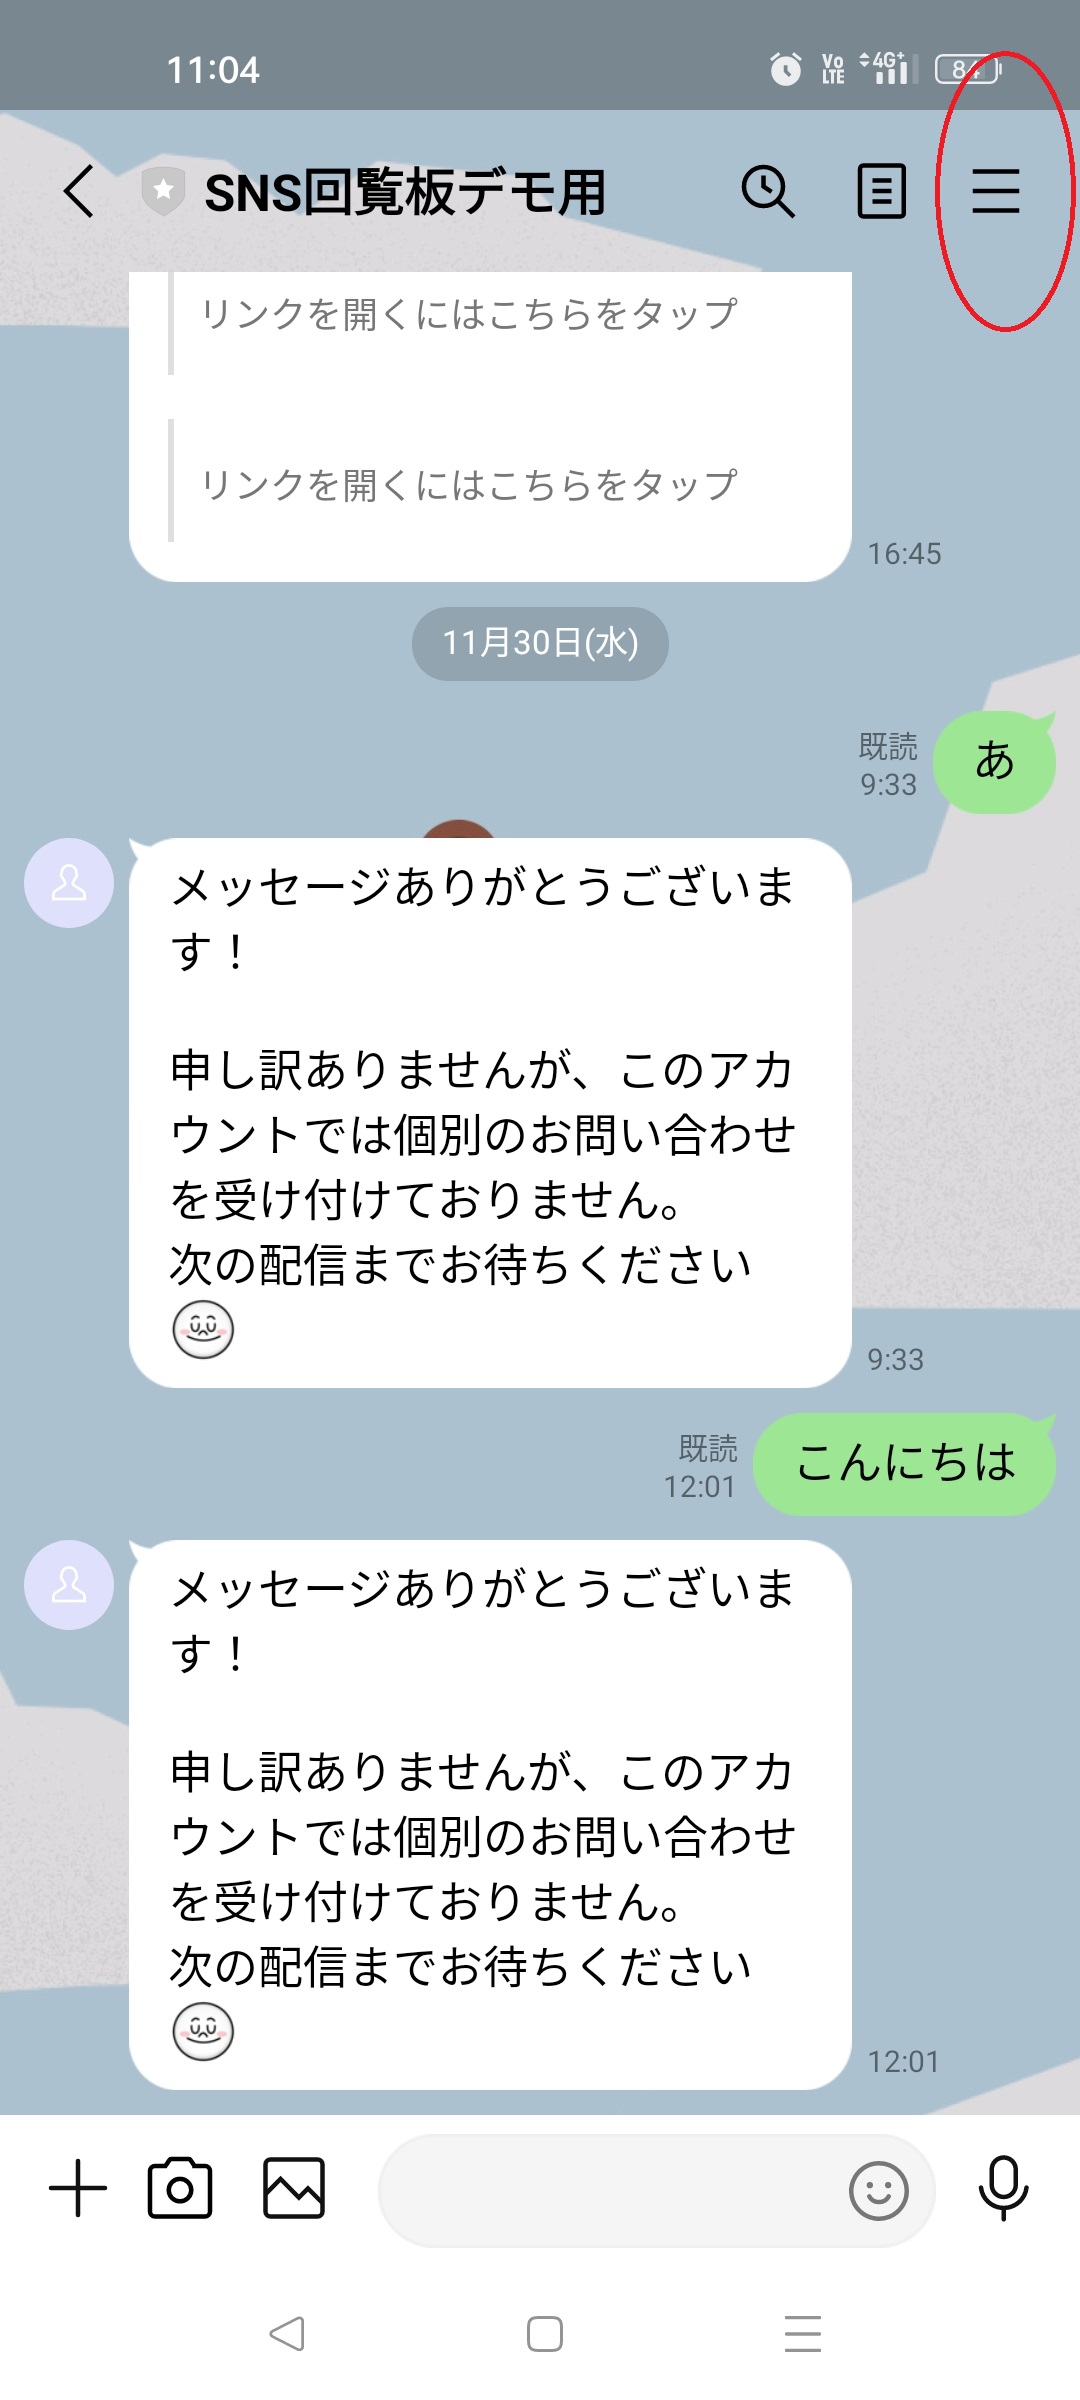 11:04
Vo
LTE
4G+
84
SNS回覧板デモ用
リンクを開くにはこちらをタップ
リンクを開くにはこちらをタップ
16:45
11月30日(水)
既読
9:33
あ
メッセージありがとうございま
す！
申し訳ありませんが、このアカ
ウントでは個別のお問い合わせ
を受け付けておりません。
次の配信までお待ちください
9:33
既読
12:01
こんにちは
メッセージありがとうございま
す！
申し訳ありませんが、このアカ
ウントでは個別のお問い合わせ
を受け付けておりません。
次の配信までお待ちください
12:01